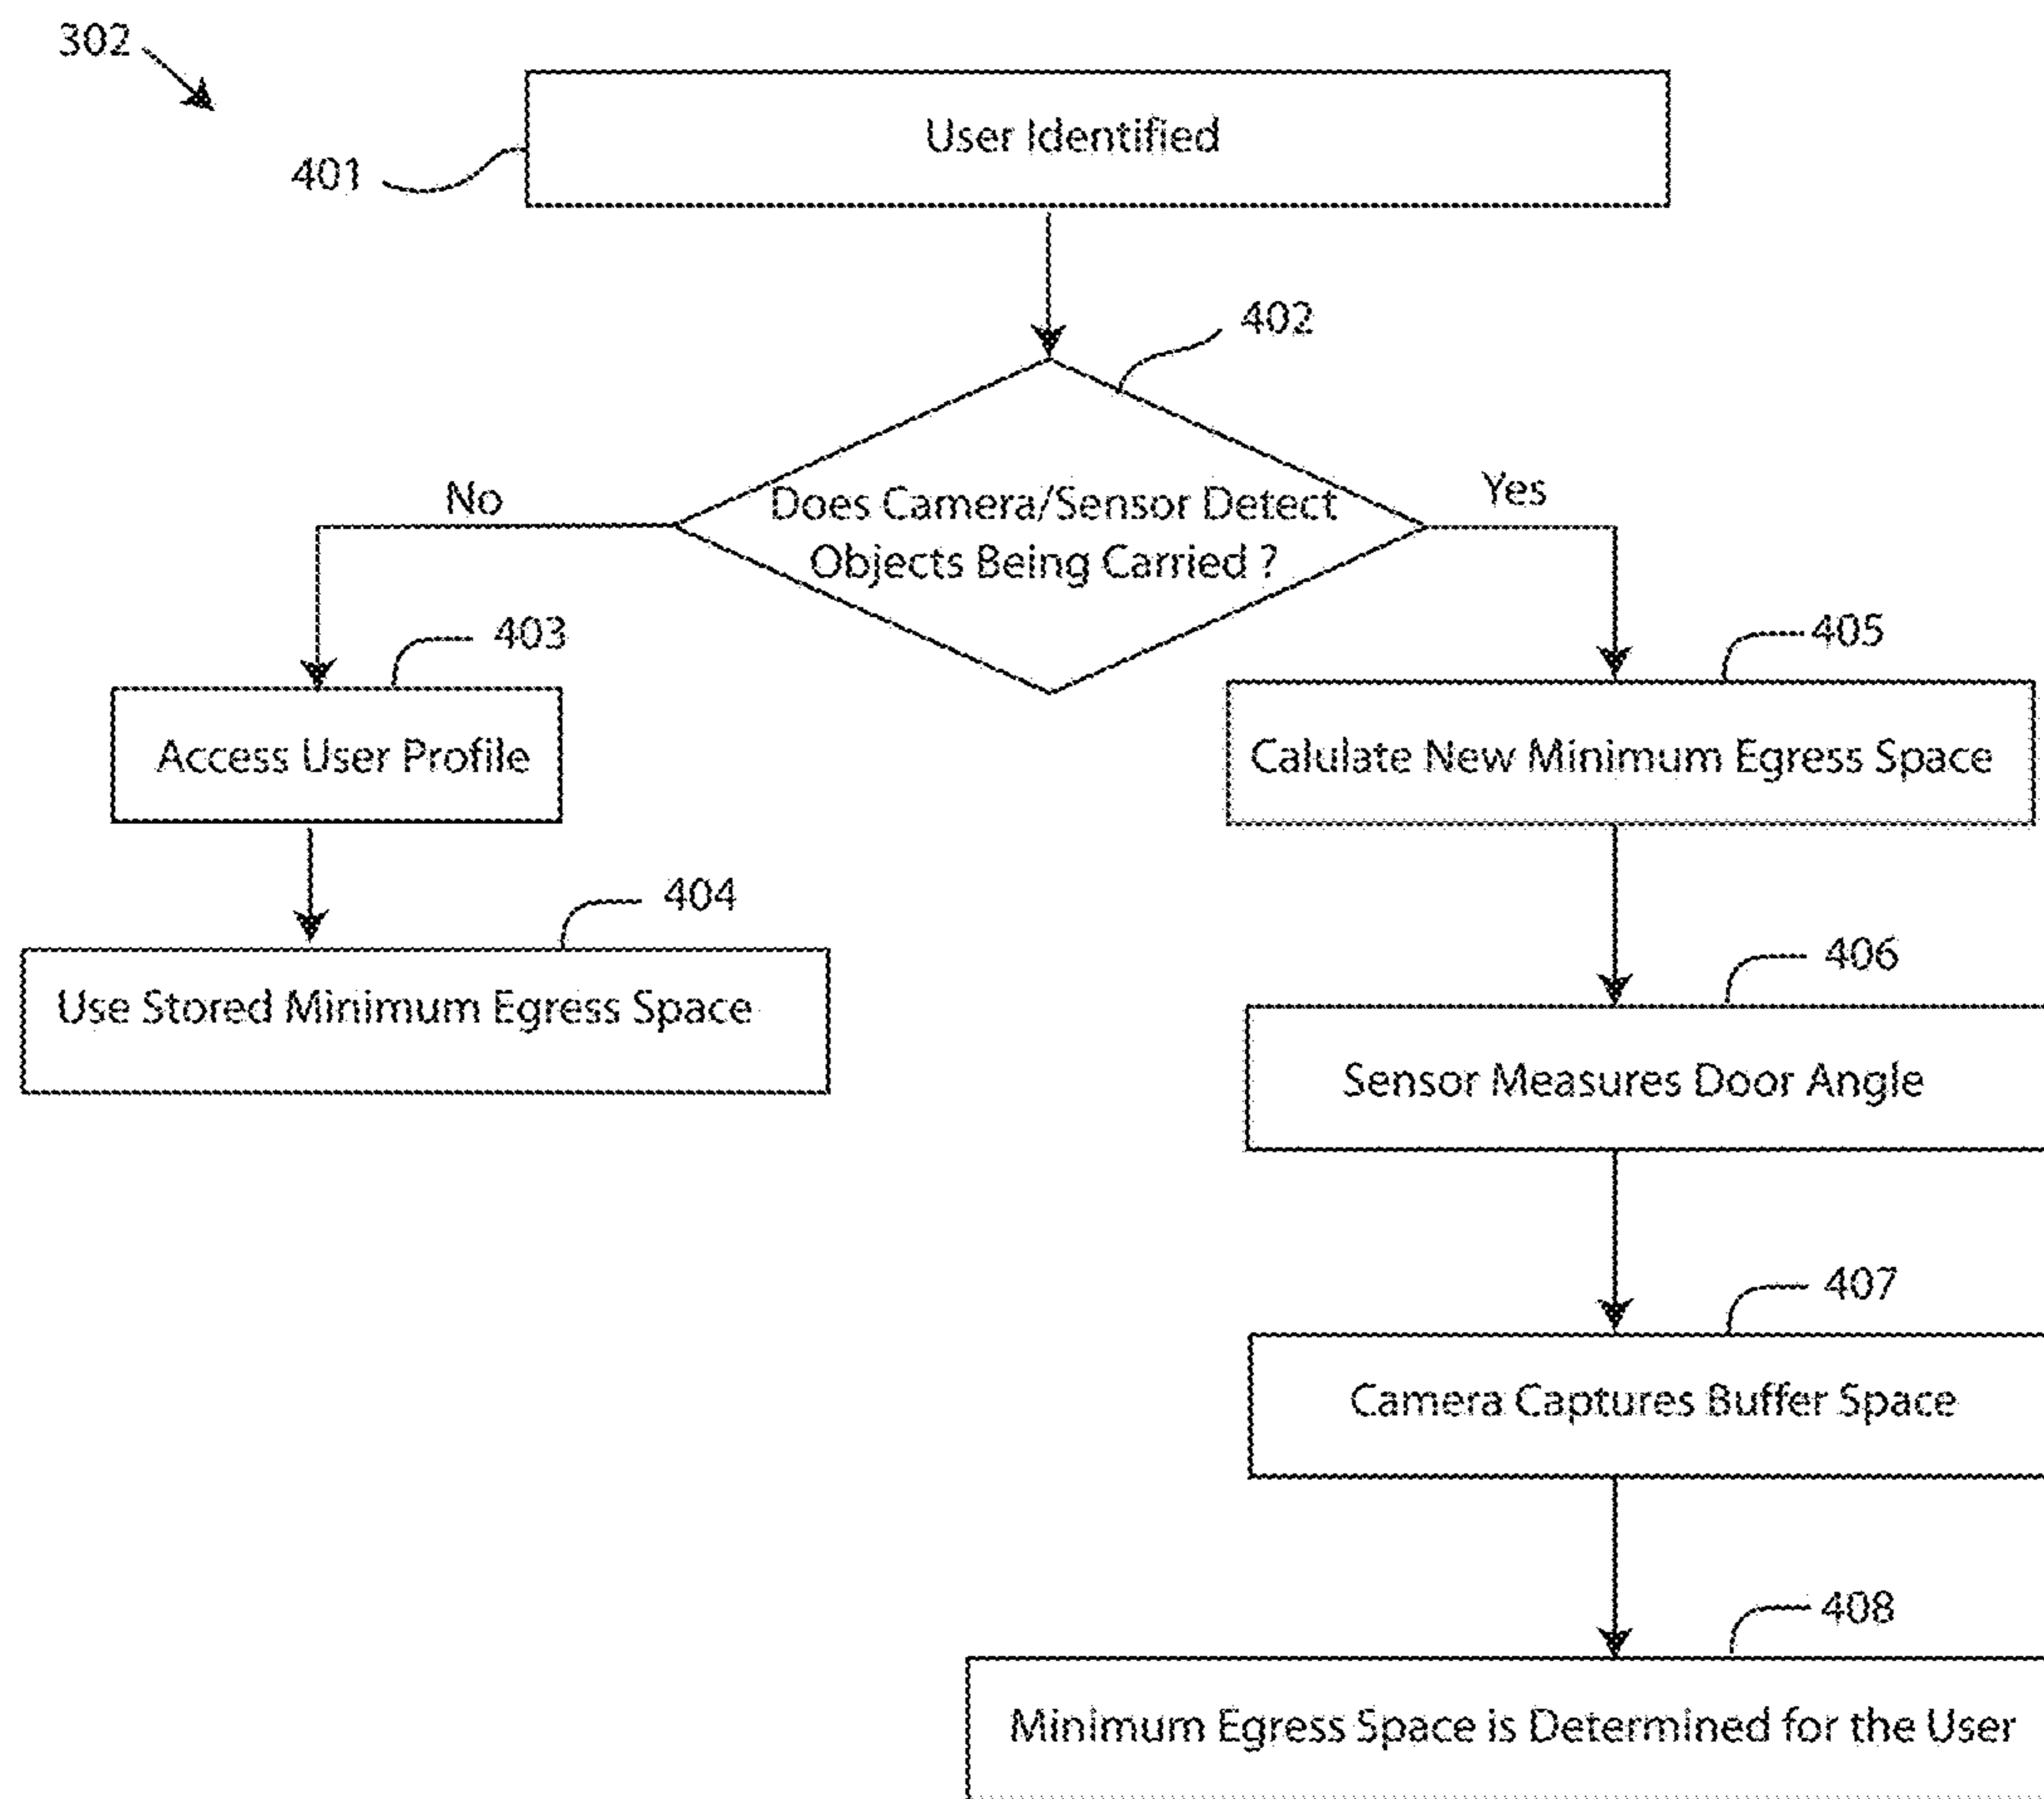 302
User Identified
401
402
No
Yes
Does Camera/Sensor Detect
Objects Being Carried ?
403
405
Access User Profile
Calulate New Minimum Egress Space
404
406
Use Stored Minimum Egress Space
Sensor Measures Door Angle
407
Camera Captures Buffer Space
408
Minimum Egress Space is Determined for the User